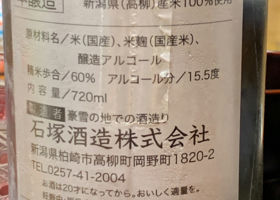 新潟県(高柳)産米100%使用
原材料名/米(国産)、米麹(国産米)、
醸造アルコール
精米歩合/60% アルコール分/15.5度
内容量/720ml
製造者 豪雪の地での酒造り
石塚酒造株式会社
新潟県柏崎市高柳町岡野町1820-2
TEL 0257-41-2004
お酒は20才になってから。おいしく適量を。